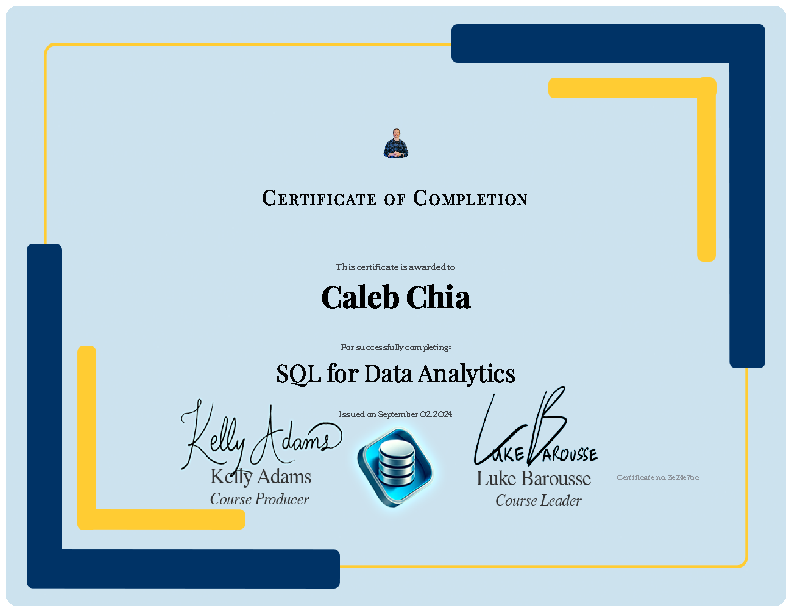 Certificate of Completion
This certificate is awarded to
Caleb Chia
For successfully completing:
SQL for Data Analytics
Issued on September 02, 2024
Kelly Adams
Luke Barousse
Kelly Adams
Luke Barousse
Certificate no.
Course Producer
Course Leader